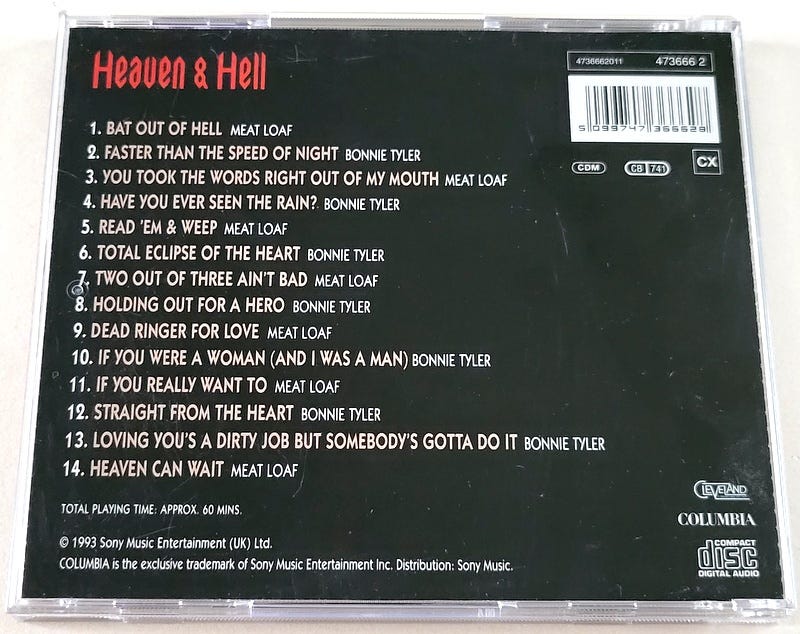 Heaven & Hell
4736662011 473666 2
5 099747 366628
CDM CB 741 CX
1. BAT OUT OF HELL MEAT LOAF
2. FASTER THAN THE SPEED OF NIGHT BONNIE TYLER
3. YOU TOOK THE WORDS RIGHT OUT OF MY MOUTH MEAT LOAF
4. HAVE YOU EVER SEEN THE RAIN? BONNIE TYLER
5. READ 'EM & WEEP MEAT LOAF
6. TOTAL ECLIPSE OF THE HEART BONNIE TYLER
7. TWO OUT OF THREE AIN'T BAD MEAT LOAF
8. HOLDING OUT FOR A HERO BONNIE TYLER
9. DEAD RINGER FOR LOVE MEAT LOAF
10. IF YOU WERE A WOMAN (AND I WAS A MAN) BONNIE TYLER
11. IF YOU REALLY WANT TO MEAT LOAF
12. STRAIGHT FROM THE HEART BONNIE TYLER
13. LOVING YOU'S A DIRTY JOB BUT SOMEBODY'S GOTTA DO IT BONNIE TYLER
14. HEAVEN CAN WAIT MEAT LOAF
TOTAL PLAYING TIME: APPROX. 60 MINS.
© 1993 Sony Music Entertainment (UK) Ltd.
COLUMBIA is the exclusive trademark of Sony Music Entertainment Inc. Distribution: Sony Music.
CLEVELAND
COLUMBIA
COMPACT
disc
DIGITAL AUDIO